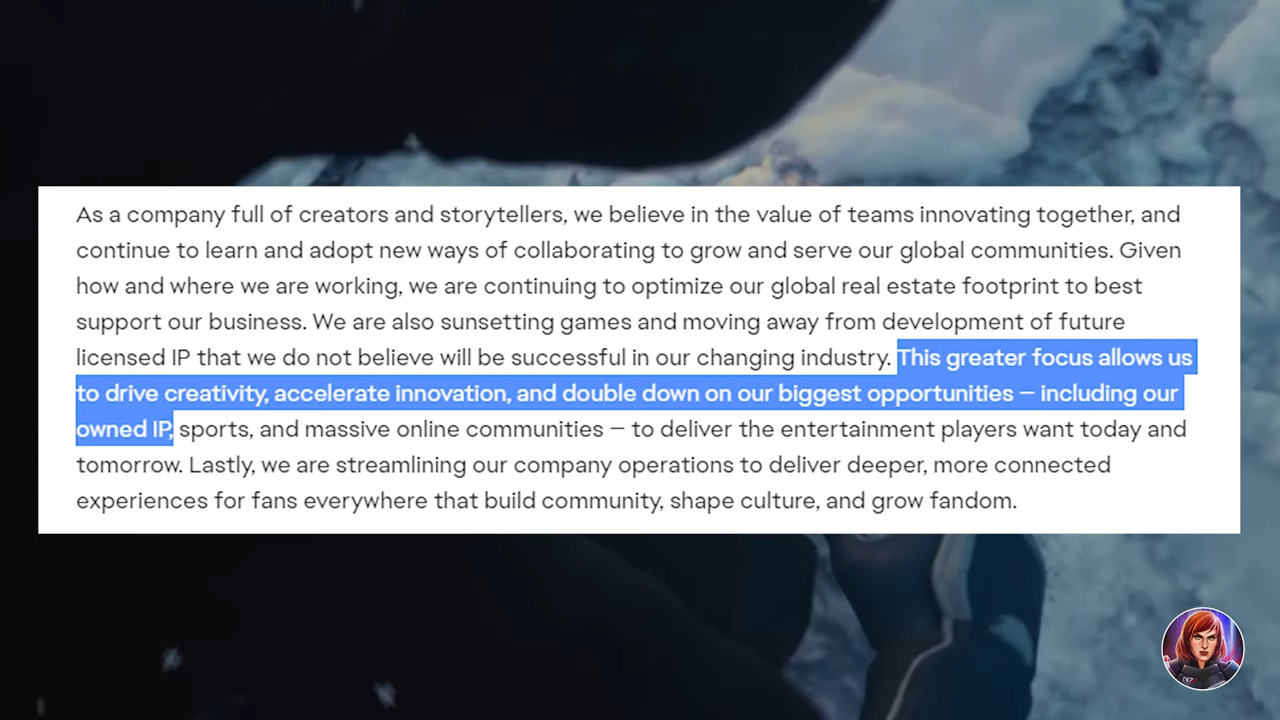 As a company full of creators and storytellers, we believe in the value of teams innovating together, and
continue to learn and adopt new ways of collaborating to grow and serve our global communities. Given
how and where we are working, we are continuing to optimize our global real estate footprint to best
support our business. We are also sunsetting games and moving away from development of future
licensed IP that we do not believe will be successful in our changing industry. This greater focus allows us
to drive creativity, accelerate innovation, and double down on our biggest opportunities — including our
owned IP, sports, and massive online communities — to deliver the entertainment players want today and
tomorrow. Lastly, we are streamlining our company operations to deliver deeper, more connected
experiences for fans everywhere that build community, shape culture, and grow fandom.
N7